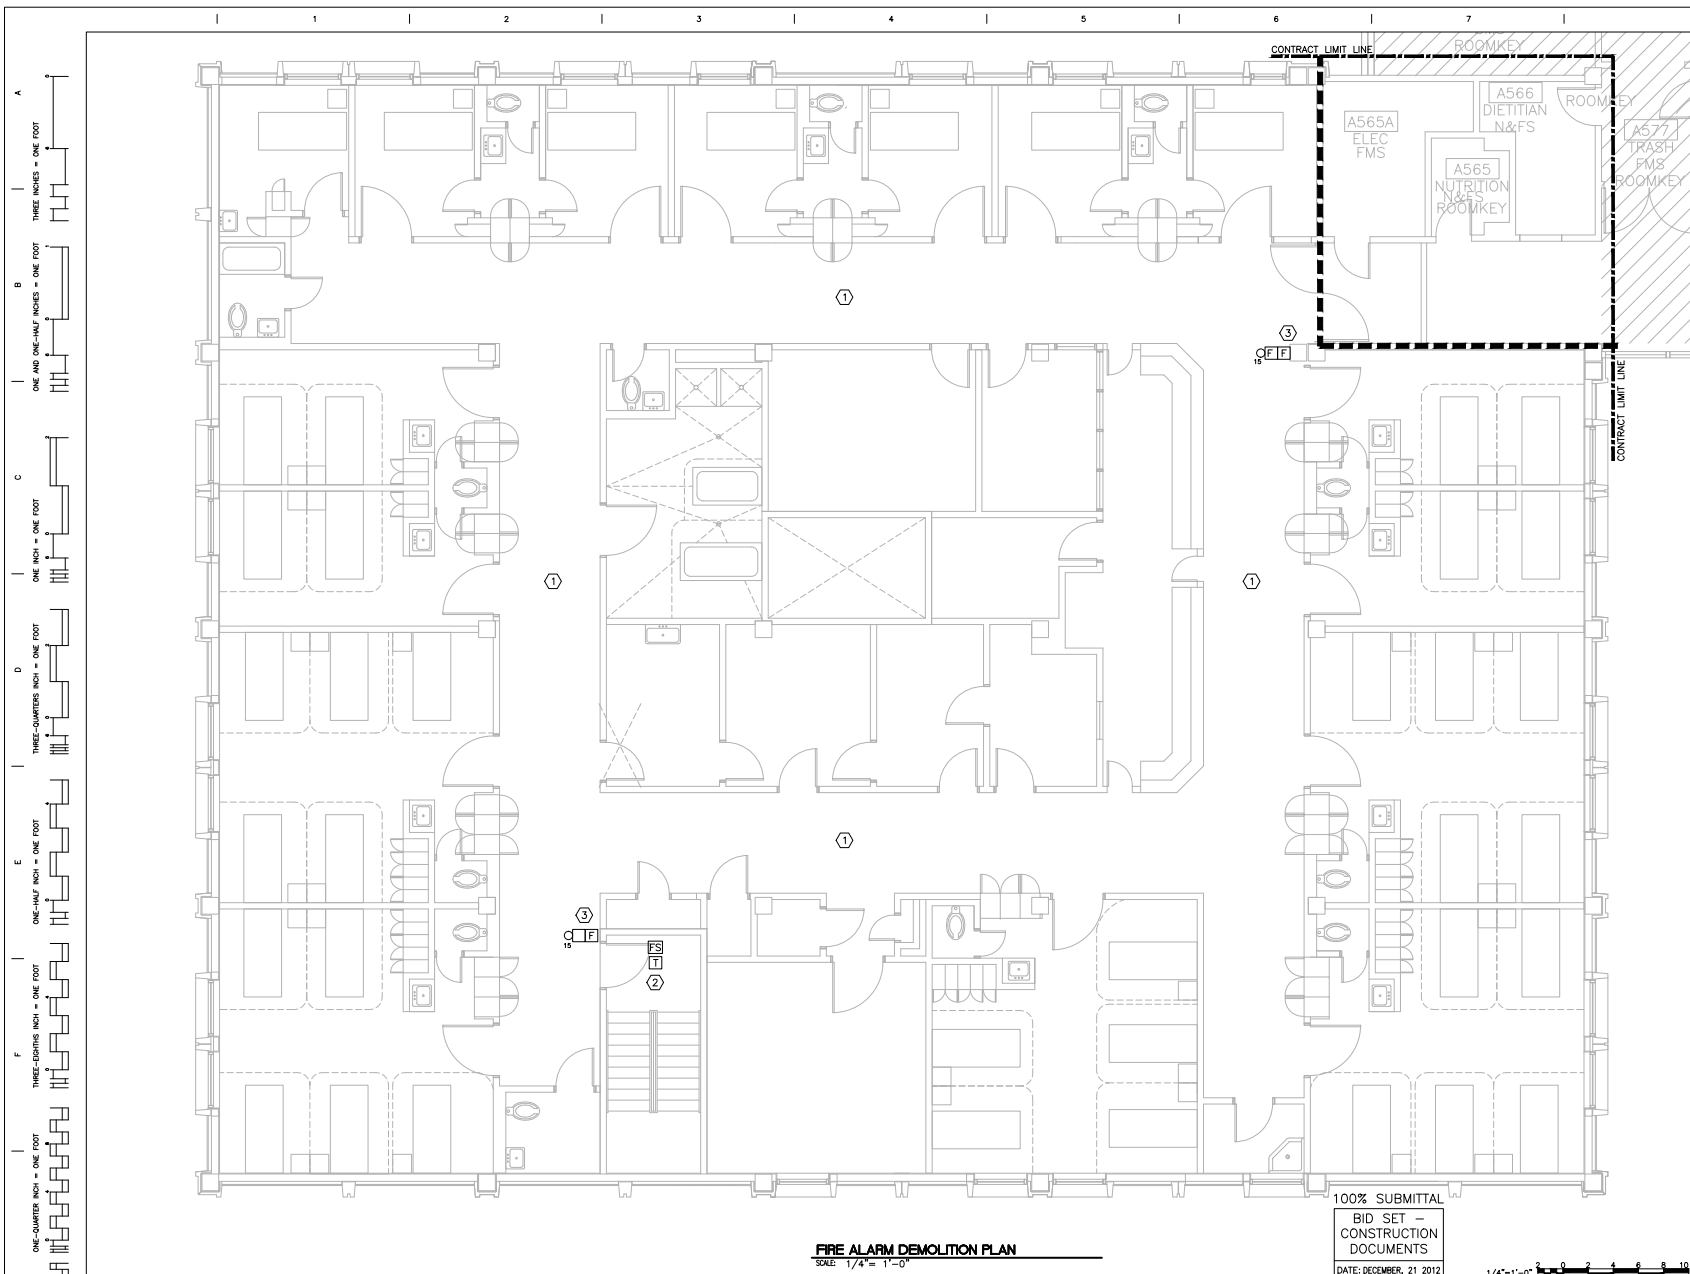 1 2 3 4 5 6 7
A
B
C
D
E
F
THREE INCHES = ONE FOOT
ONE AND ONE-HALF INCHES = ONE FOOT
ONE INCH = ONE FOOT
THREE-QUARTERS INCH = ONE FOOT
ONE-HALF INCH = ONE FOOT
THREE-EIGHTHS INCH = ONE FOOT
ONE-QUARTER INCH = ONE FOOT
CONTRACT LIMIT LINE
ROOMKEY
A565A
ELEC
FMS
A566
DIETITIAN
N&FS
ROOMKEY
A565
NUTRITION
N&FS
ROOMKEY
A577
TRASH
FMS
ROOMKEY
CONTRACT LIMIT LINE
1
3
F F
15
1
1
1
3
F
15
FS
T
2
FIRE ALARM DEMOLITION PLAN
SCALE: 1/4"= 1'-0"
100% SUBMITTAL
BID SET -
CONSTRUCTION
DOCUMENTS
DATE: DECEMBER, 21 2012
1/4"=1'-0" 2 0 2 4 6 8 10